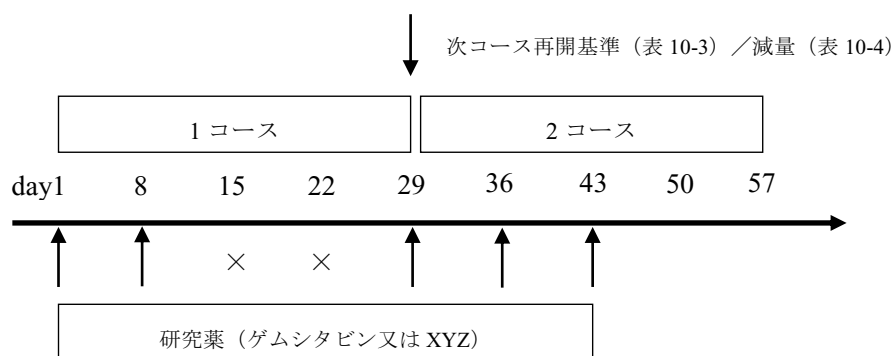 次コース再開基準（表 10-3）／減量（表 10-4）
1 コース 2 コース
day1 8 15 22 29 36 43 50 57
× ×
研究薬（ゲムシタビン又は XYZ）